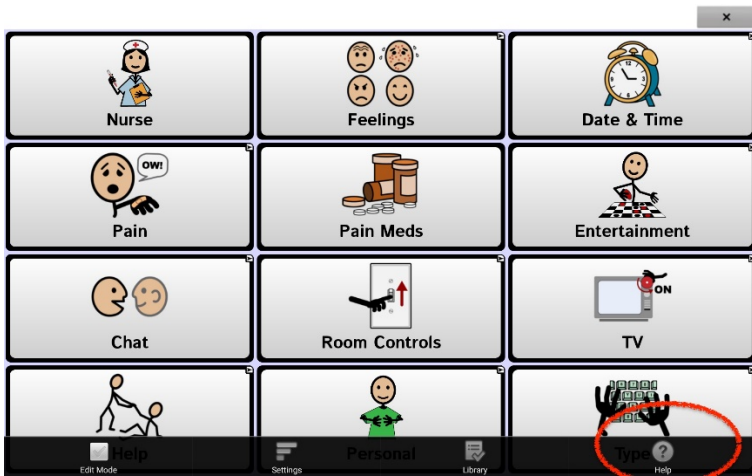 ×
Nurse
Feelings
Date & Time
OW!
Pain
Pain Meds
Entertainment
Chat
Room Controls
ON
TV
Help
Personal
Type
?
Edit Mode
Settings
Library
Help